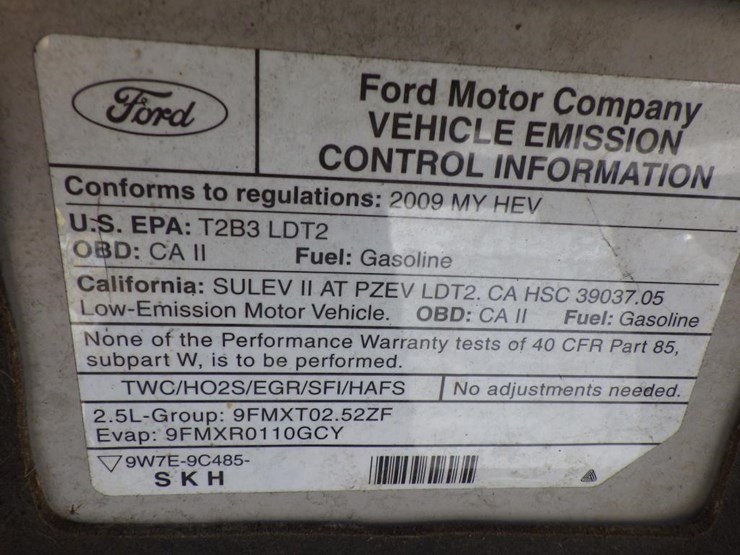 Ford
Ford Motor Company
VEHICLE EMISSION
CONTROL INFORMATION
Conforms to regulations: 2009 MY HEV
U.S. EPA: T2B3 LDT2
OBD: CA II Fuel: Gasoline
California: SULEV II AT PZEV LDT2. CA HSC 39037.05
Low-Emission Motor Vehicle. OBD: CA II Fuel: Gasoline
None of the Performance Warranty tests of 40 CFR Part 85,
subpart W, is to be performed.
TWC/HO2S/EGR/SFI/HAFS No adjustments needed.
2.5L-Group: 9FMXT02.52ZF
Evap: 9FMXR0110GCY
9W7E-9C485-
SKH